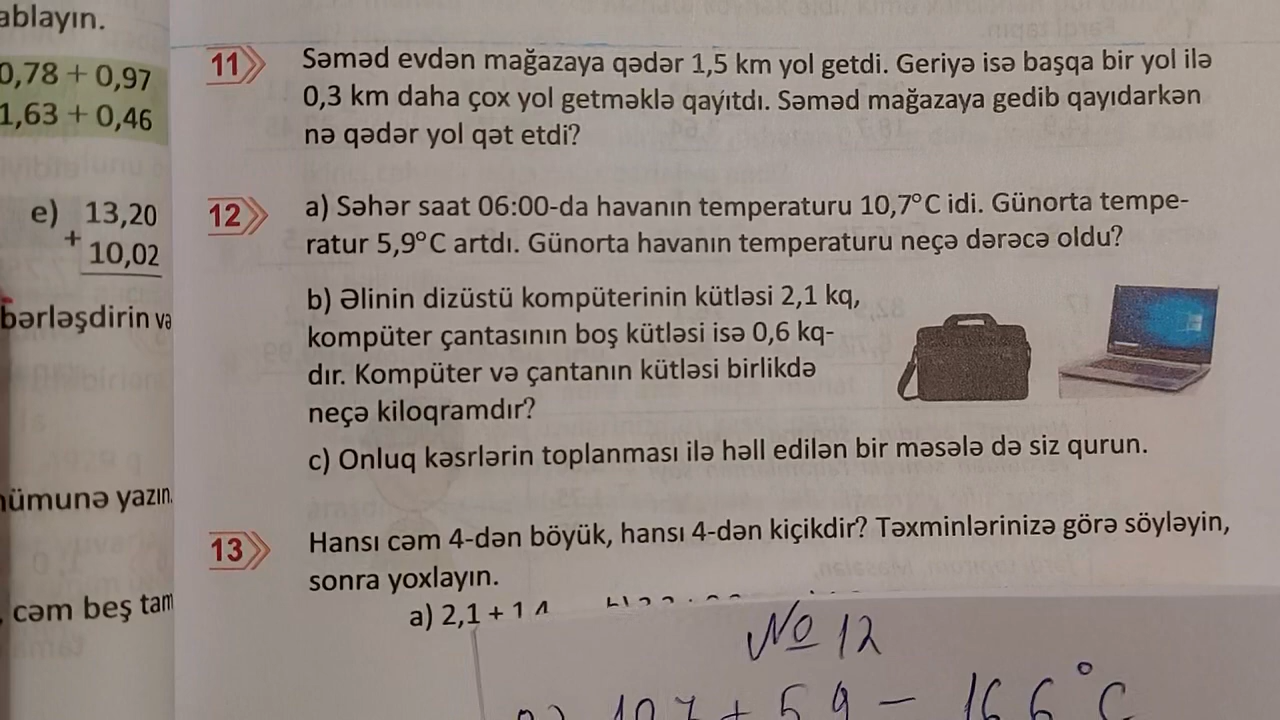 ablayın.
0,78 + 0,97
1,63 + 0,46
e) 13,20
+ 10,02
bərləşdirin və
nümunə yazın.
cəm beş tam
11 Səməd evdən mağazaya qədər 1,5 km yol getdi. Geriyə isə başqa bir yol ilə
0,3 km daha çox yol getməklə qayıtdı. Səməd mağazaya gedib qayıdarkən
nə qədər yol qət etdi?
12 a) Səhər saat 06:00-da havanın temperaturu 10,7°C idi. Günorta tempe-
ratur 5,9°C artdı. Günorta havanın temperaturu neçə dərəcə oldu?
b) Əlinin dizüstü kompüterinin kütləsi 2,1 kq,
kompüter çantasının boş kütləsi isə 0,6 kq-
dır. Kompüter və çantanın kütləsi birlikdə
neçə kiloqramdır?
c) Onluq kəsrlərin toplanması ilə həll edilən bir məsələ də siz qurun.
13 Hansı cəm 4-dən böyük, hansı 4-dən kiçikdir? Təxminlərinizə görə söyləyin,
sonra yoxlayın.
a) 2,1 + 1
№ 12